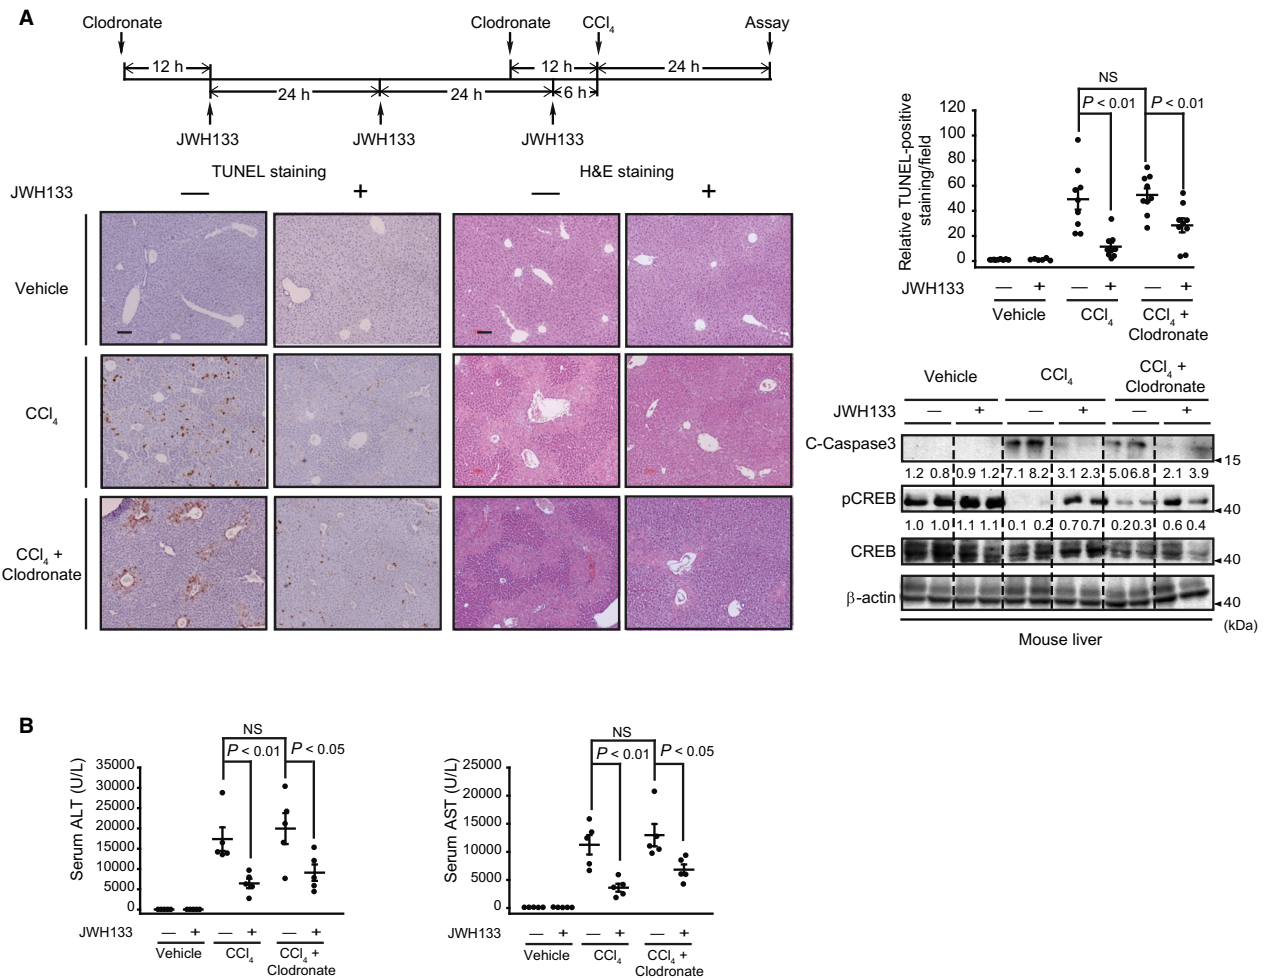 A
Clodronate Clodronate CCl4 Assay
12 h 12 h 24 h
24 h 24 h 6 h
JWH133 JWH133 JWH133
TUNEL staining H&E staining
JWH133 — + — +
Vehicle
CCl4
CCl4 +
Clodronate
NS
P < 0.01 P < 0.01
Relative TUNEL-positive
staining/field
120
100
80
60
40
20
0
JWH133 — + — + — +
Vehicle CCl4 CCl4 +
Clodronate
Vehicle CCl4 CCl4 +
Clodronate
JWH133 — + — + — +
C-Caspase3 15
1.2 0.8 0.9 1.2 7.1 8.2 3.1 2.3 5.0 6.8 2.1 3.9
pCREB 40
1.0 1.0 1.1 1.1 0.1 0.2 0.7 0.7 0.2 0.3 0.6 0.4
CREB 40
β-actin 40
(kDa)
Mouse liver
B
NS
P < 0.01 P < 0.05
Serum ALT (U/L)
35000
30000
25000
20000
15000
10000
5000
0
JWH133 — + — + — +
Vehicle CCl4 CCl4 +
Clodronate
NS
P < 0.01 P < 0.05
Serum AST (U/L)
25000
20000
15000
10000
5000
0
JWH133 — + — + — +
Vehicle CCl4 CCl4 +
Clodronate